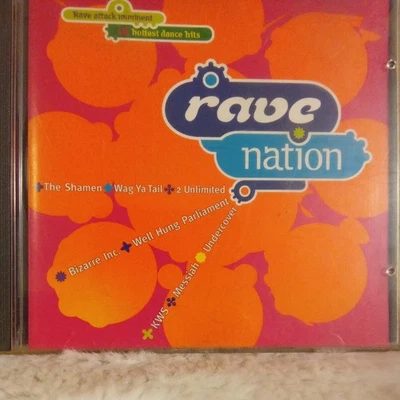 Rave attack imminent
hottest dance hits
rave
nation
The Shamen Wag Ya Tail 2 Unlimited
Bizarre Inc. Well Hung Parliament
KWS Messiah Undercover